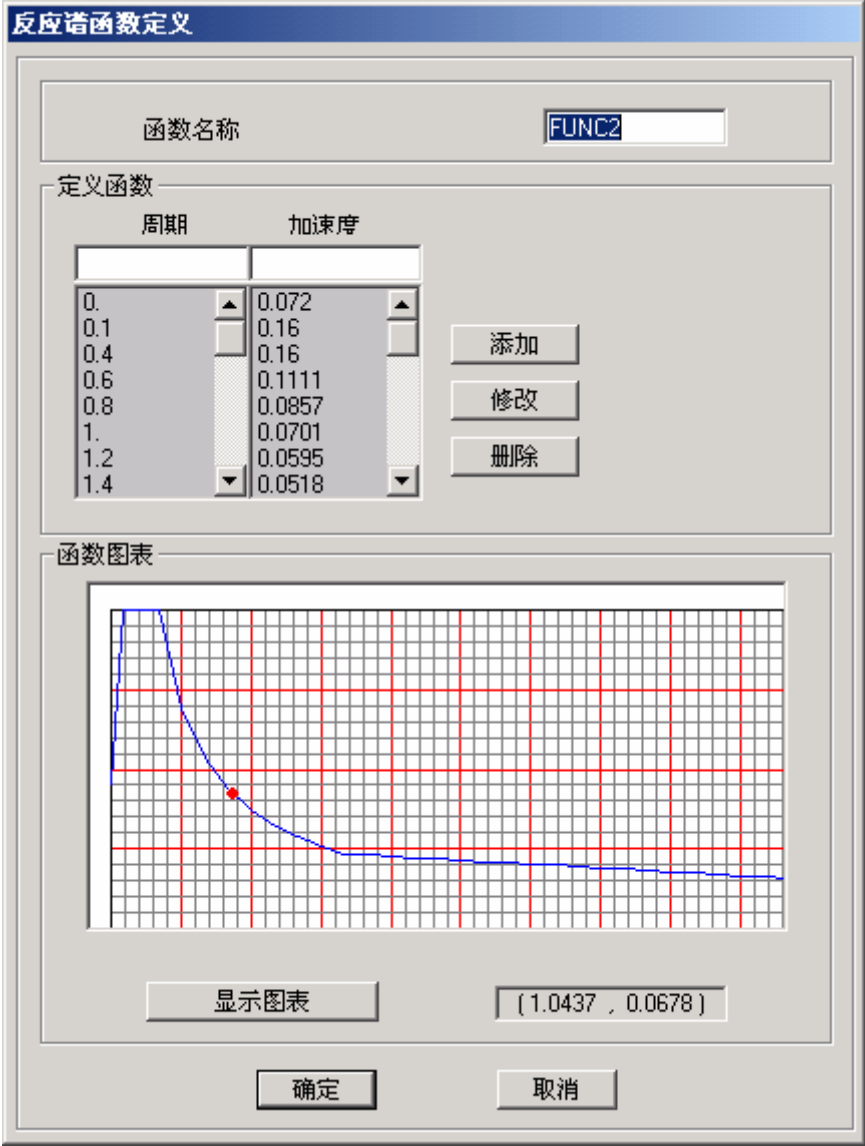 反应谱函数定义
函数名称 FUNC2
定义函数
周期 加速度
0. 0.072
0.1 0.16
0.4 0.16
0.6 0.1111
0.8 0.0857
1. 0.0701
1.2 0.0595
1.4 0.0518
添加
修改
删除
函数图表
显示图表 (1.0437 , 0.0678)
确定 取消